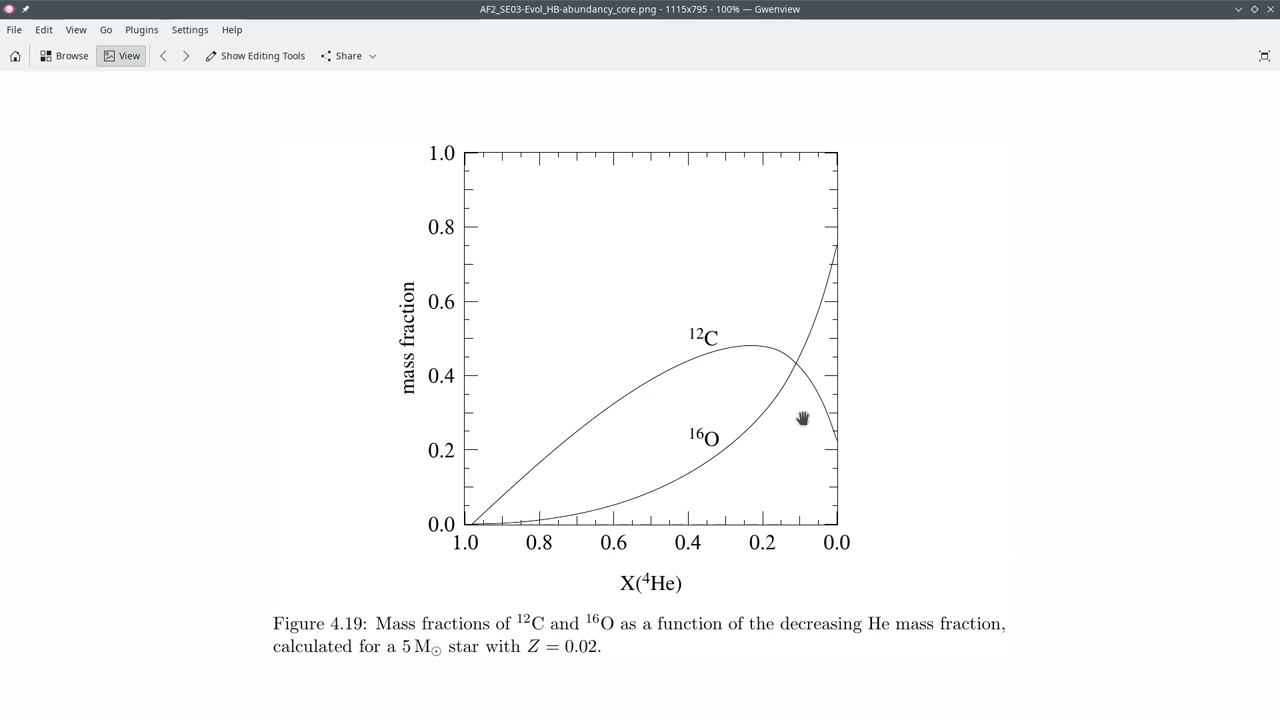 AF2_SE03-Evol_HB-abundancy_core.png - 1115x795 - 100% — Gwenview
File Edit View Go Plugins Settings Help
Browse View Show Editing Tools Share
1.0
0.8
0.6
0.4
0.2
0.0
mass fraction
¹²C
¹⁶O
1.0 0.8 0.6 0.4 0.2 0.0
X(⁴He)
Figure 4.19: Mass fractions of ¹²C and ¹⁶O as a function of the decreasing He mass fraction,
calculated for a 5 M☉ star with Z = 0.02.